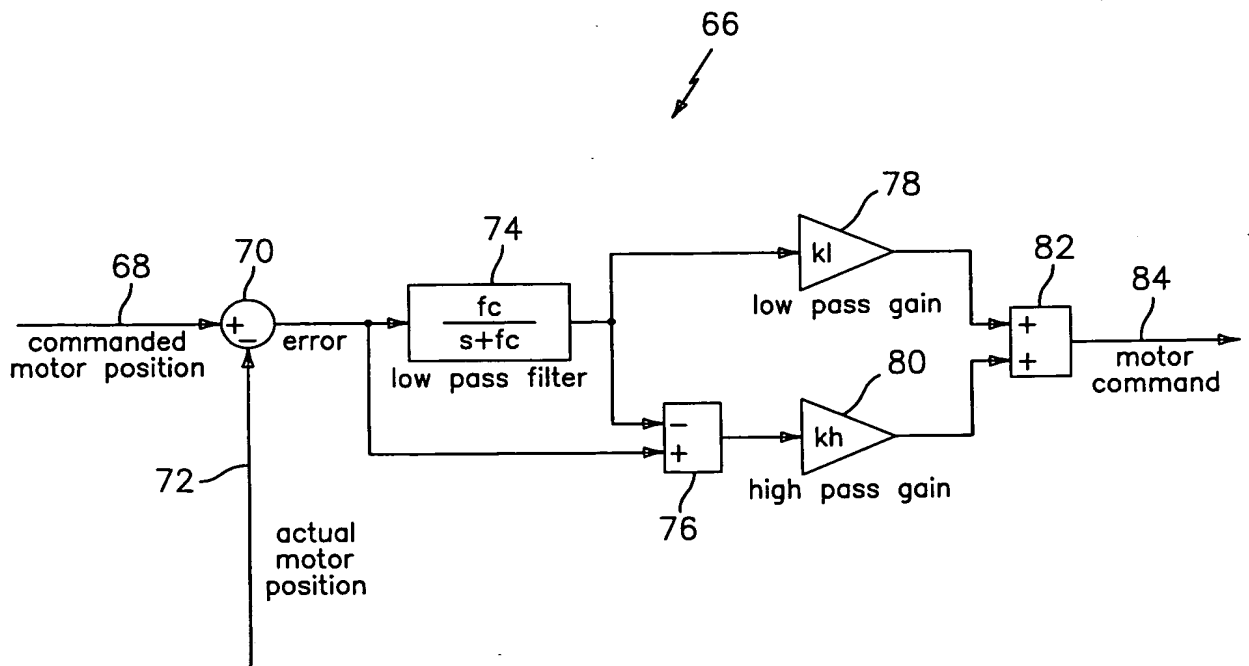 66
78
74
70
82
68
84
kl
fc
s+fc
+
−
+
+
error
low pass gain
commanded
motor position
motor
command
low pass filter
80
−
+
kh
72
76
high pass gain
actual
motor
position